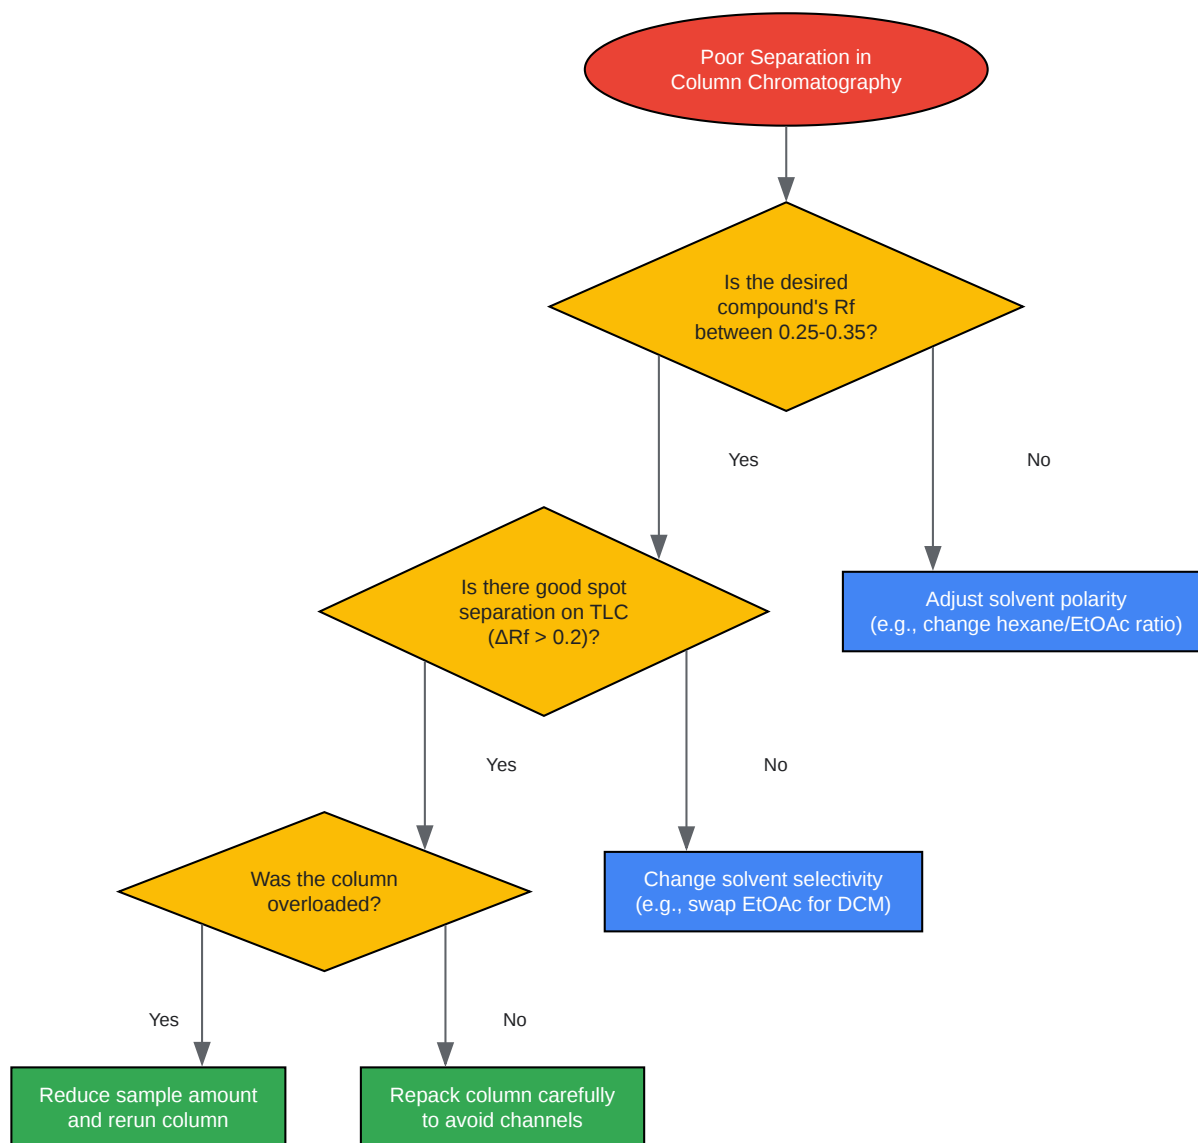 Poor Separation in
Column Chromatography
Is the desired
compound's Rf
between 0.25-0.35?
Yes
No
Is there good spot
separation on TLC
(ΔRf > 0.2)?
Adjust solvent polarity
(e.g., change hexane/EtOAc ratio)
Yes
No
Was the column
overloaded?
Change solvent selectivity
(e.g., swap EtOAc for DCM)
Yes
No
Reduce sample amount
and rerun column
Repack column carefully
to avoid channels